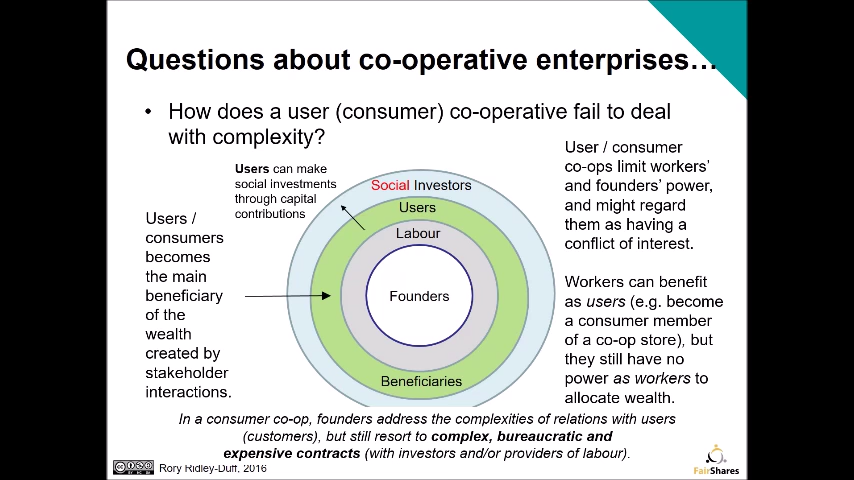 Questions about co-operative enterprises…
• How does a user (consumer) co-operative fail to deal
with complexity?
Users can make
social investments
through capital
contributions
Users /
consumers
becomes
the main
beneficiary
of the
wealth
created by
stakeholder
interactions.
Social Investors
Users
Labour
Founders
Beneficiaries
User / consumer
co-ops limit workers’
and founders’ power,
and might regard
them as having a
conflict of interest.
Workers can benefit
as users (e.g. become
a consumer member
of a co-op store), but
they still have no
power as workers to
allocate wealth.
In a consumer co-op, founders address the complexities of relations with users
(customers), but still resort to complex, bureaucratic and
expensive contracts (with investors and/or providers of labour).
Rory Ridley-Duff, 2016
FairShares